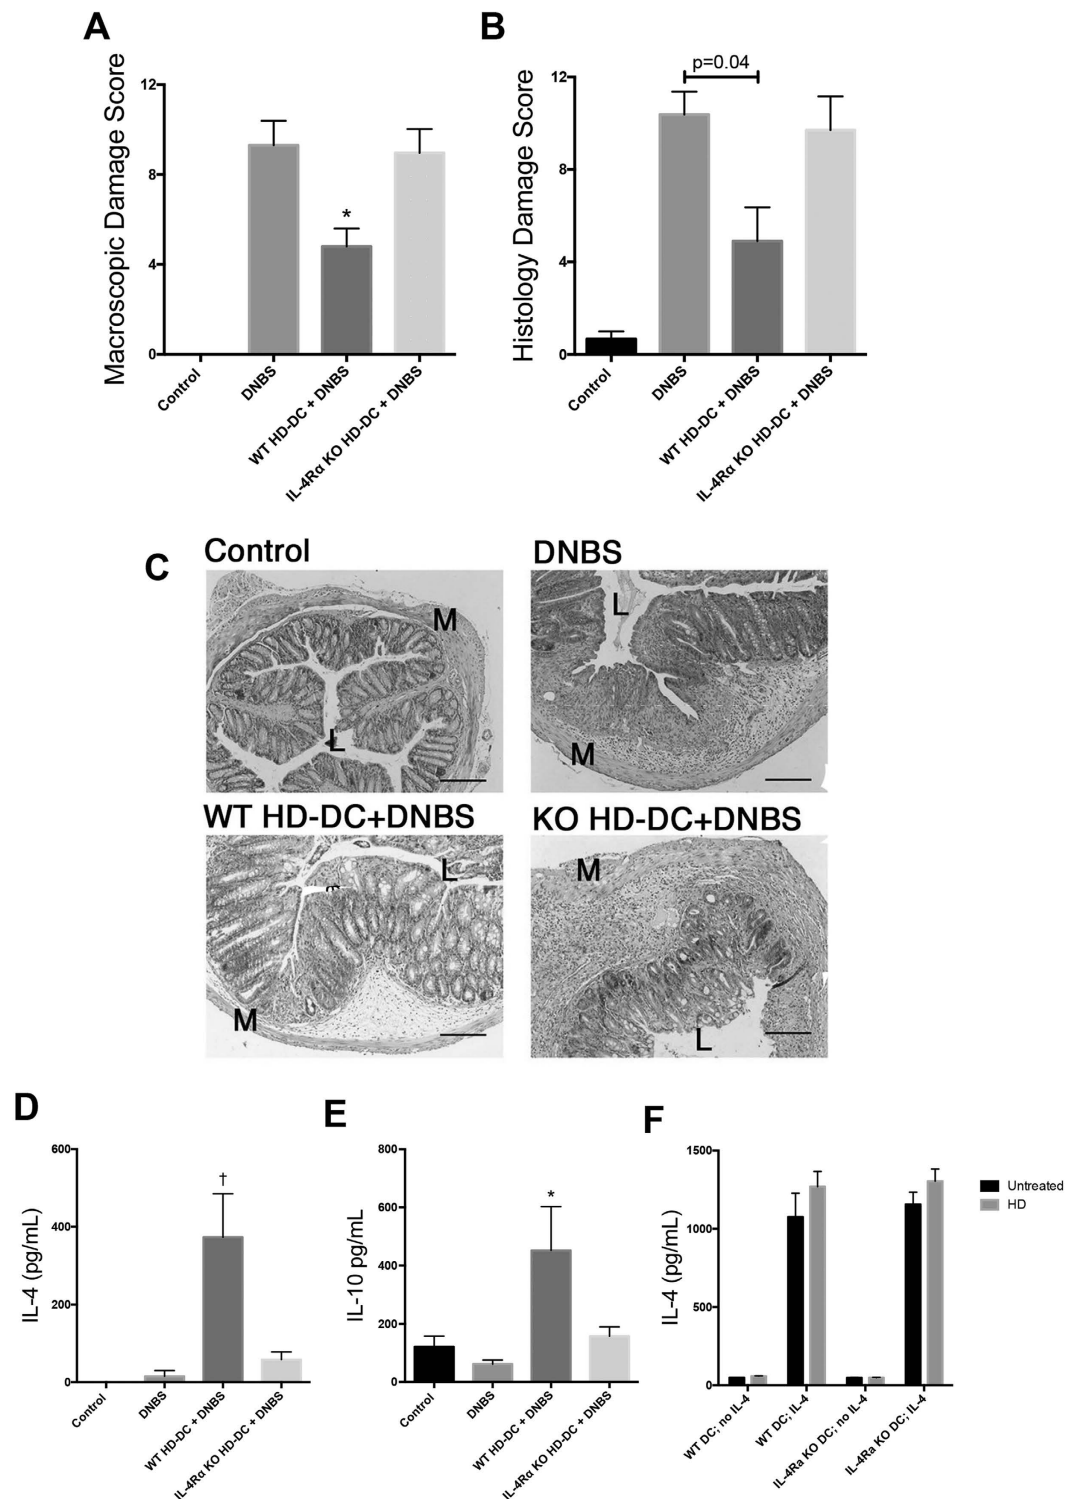 A
Macroscopic Damage Score
12
8
4
0
*
Control
DNBS
WT HD-DC + DNBS
IL-4Rα KO HD-DC + DNBS
B
Histology Damage Score
12
8
4
0
p=0.04
Control
DNBS
WT HD-DC + DNBS
IL-4Rα KO HD-DC + DNBS
C
Control
M
L
DNBS
L
M
WT HD-DC+DNBS
L
M
KO HD-DC+DNBS
M
L
D
IL-4 (pg/mL)
600
400
200
0
†
Control
DNBS
WT HD-DC + DNBS
IL-4Rα KO HD-DC + DNBS
E
IL-10 pg/mL
800
600
400
200
0
*
Control
DNBS
WT HD-DC + DNBS
IL-4Rα KO HD-DC + DNBS
F
IL-4 (pg/mL)
1500
1000
500
0
WT DC; no IL-4
WT DC; IL-4
IL-4Ra KO DC; no IL-4
IL-4Ra KO DC; IL-4
Untreated
HD